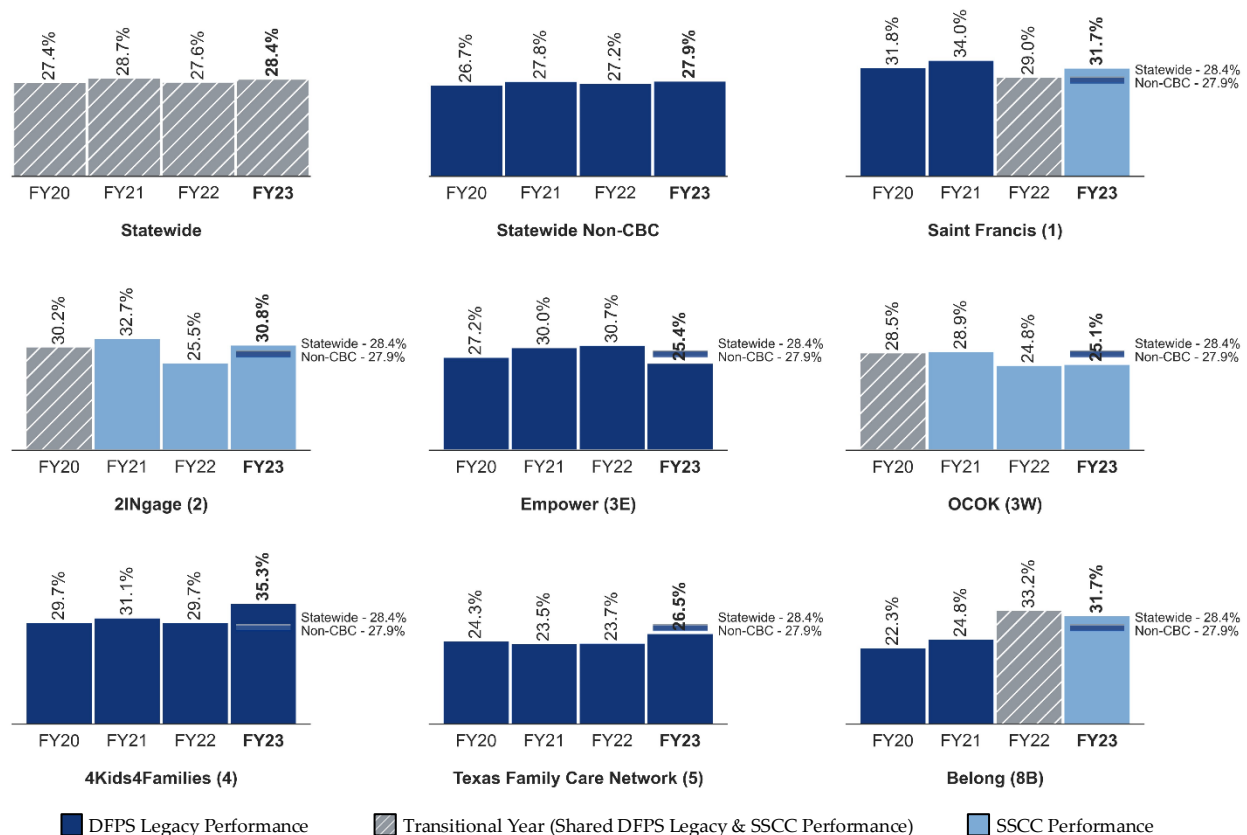 27.4% 28.7% 27.6% 28.4%
FY20 FY21 FY22 FY23
Statewide
26.7% 27.8% 27.2% 27.9%
FY20 FY21 FY22 FY23
Statewide Non-CBC
31.8% 34.0% 29.0% 31.7%
Statewide - 28.4%
Non-CBC - 27.9%
FY20 FY21 FY22 FY23
Saint Francis (1)
30.2% 32.7% 25.5% 30.8%
Statewide - 28.4%
Non-CBC - 27.9%
FY20 FY21 FY22 FY23
2INgage (2)
27.2% 30.0% 30.7% 25.4%
Statewide - 28.4%
Non-CBC - 27.9%
FY20 FY21 FY22 FY23
Empower (3E)
28.5% 28.9% 24.8% 25.1%
Statewide - 28.4%
Non-CBC - 27.9%
FY20 FY21 FY22 FY23
OCOK (3W)
29.7% 31.1% 29.7% 35.3%
Statewide - 28.4%
Non-CBC - 27.9%
FY20 FY21 FY22 FY23
4Kids4Families (4)
24.3% 23.5% 23.7% 26.5%
Statewide - 28.4%
Non-CBC - 27.9%
FY20 FY21 FY22 FY23
Texas Family Care Network (5)
22.3% 24.8% 33.2% 31.7%
Statewide - 28.4%
Non-CBC - 27.9%
FY20 FY21 FY22 FY23
Belong (8B)
DFPS Legacy Performance
Transitional Year (Shared DFPS Legacy & SSCC Performance)
SSCC Performance